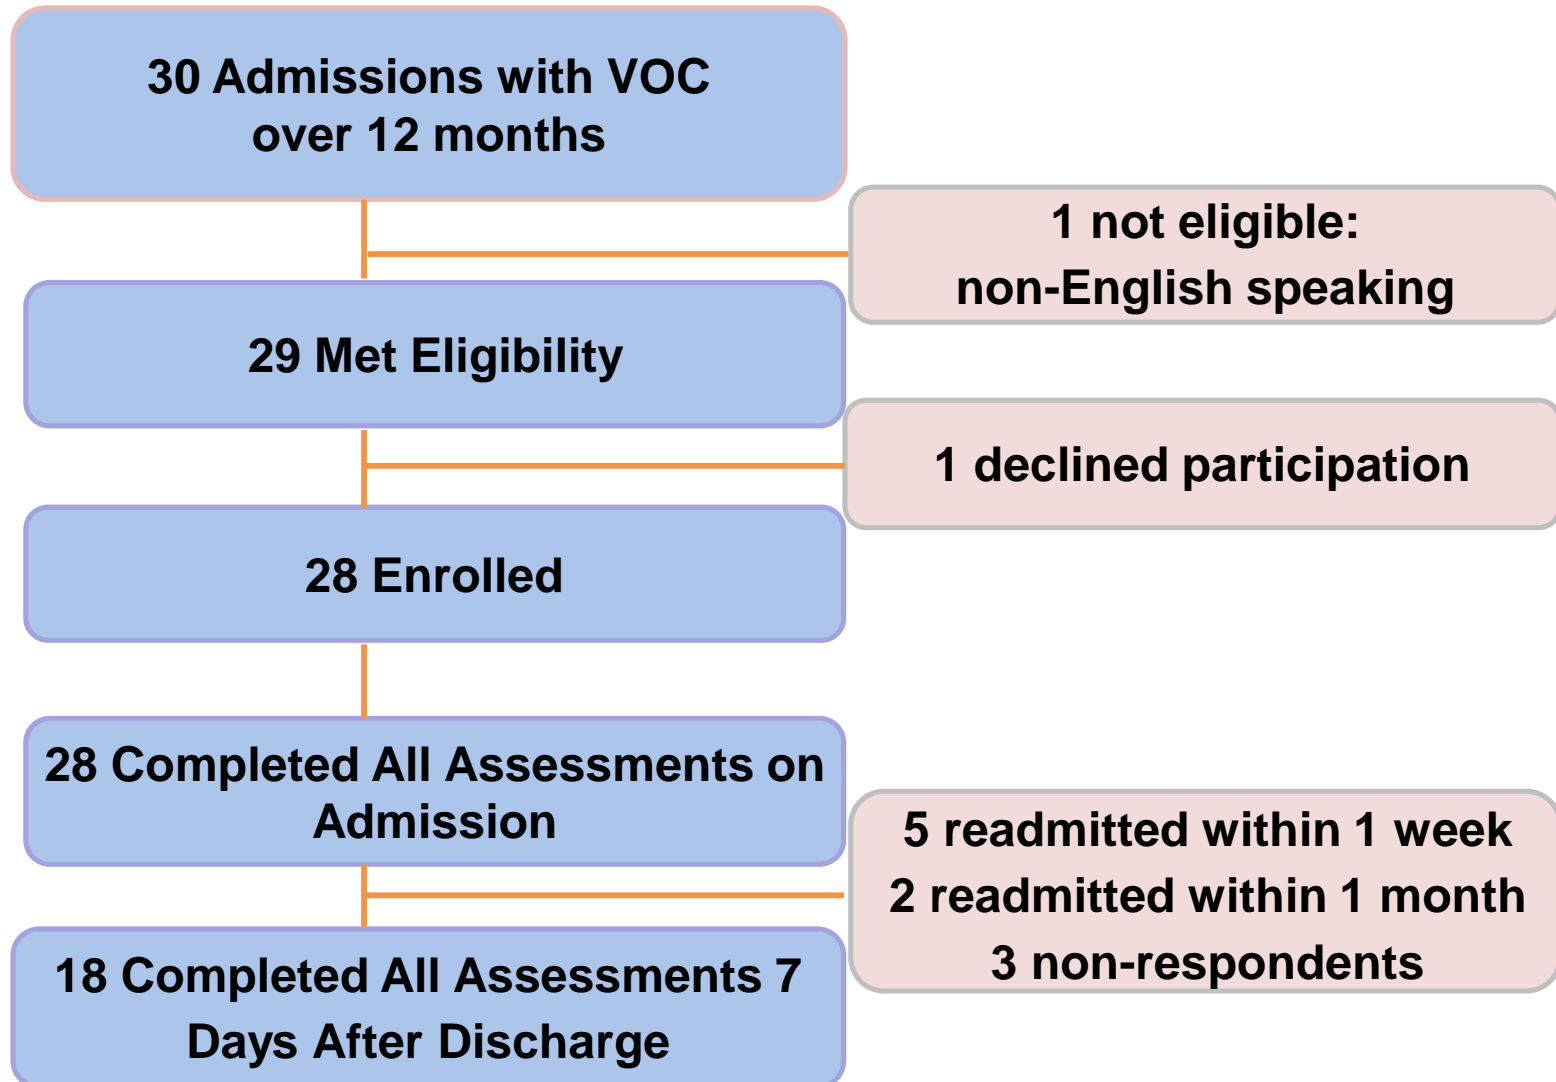 30 Admissions with VOC
over 12 months
1 not eligible:
non-English speaking
29 Met Eligibility
1 declined participation
28 Enrolled
28 Completed All Assessments on
Admission
5 readmitted within 1 week
2 readmitted within 1 month
3 non-respondents
18 Completed All Assessments 7
Days After Discharge